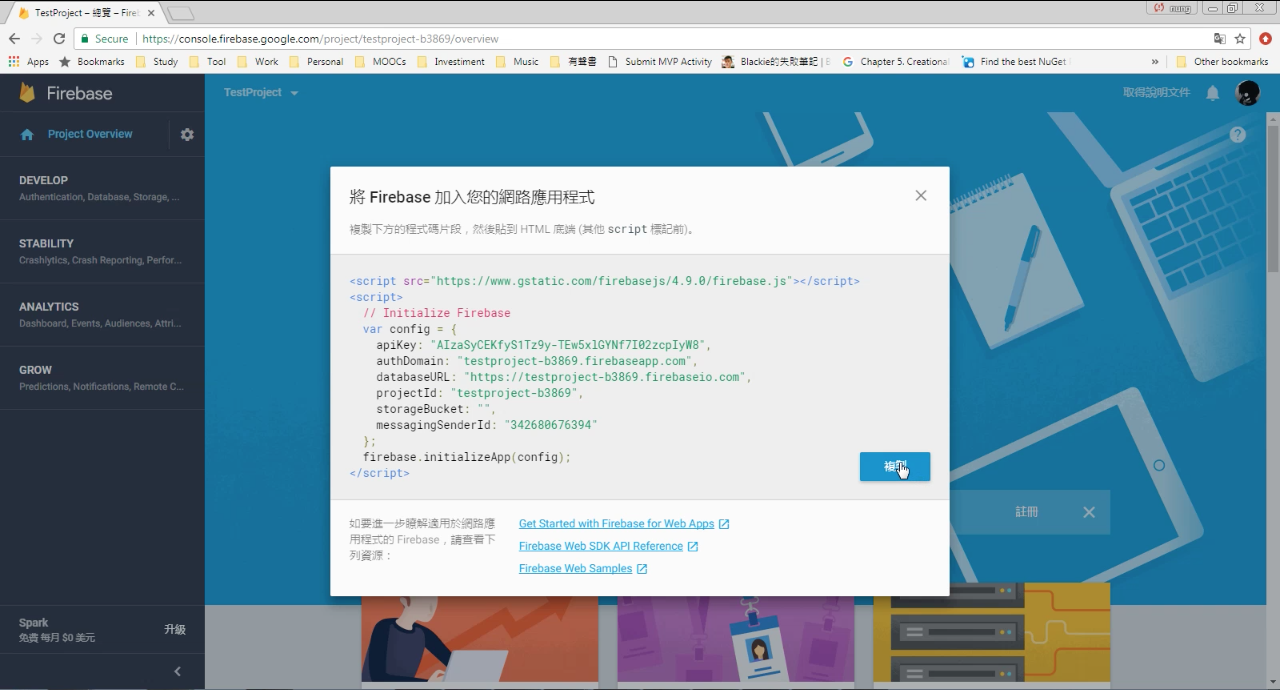 TestProject – 總覽 – Fire
nung
Secure
https://console.firebase.google.com/project/testproject-b3869/overview
Apps
Bookmarks
Study
Tool
Work
Personal
MOOCs
Investiment
Music
有聲書
Submit MVP Activity
Blackie的失敗筆記 | B
Chapter 5. Creational
Find the best NuGet
»
Other bookmarks
Firebase
TestProject
取得說明文件
Project Overview
DEVELOP
Authentication, Database, Storage, ...
STABILITY
Crashlytics, Crash Reporting, Perfor...
ANALYTICS
Dashboard, Events, Audiences, Attri...
GROW
Predictions, Notifications, Remote C...
Spark
免費 每月 $0 美元
升級
將 Firebase 加入您的網路應用程式
複製下方的程式碼片段，然後貼到 HTML 底端 (其他 script 標記前)。
<script src="https://www.gstatic.com/firebasejs/4.9.0/firebase.js"></script>
<script>
// Initialize Firebase
var config = {
apiKey: "AIzaSyCEKfyS1Tz9y-TEw5xlGYNf7I02zcpIyW8",
authDomain: "testproject-b3869.firebaseapp.com",
databaseURL: "https://testproject-b3869.firebaseio.com",
projectId: "testproject-b3869",
storageBucket: "",
messagingSenderId: "342680676394"
};
firebase.initializeApp(config);
</script>
複製
如要進一步瞭解適用於網路應
用程式的 Firebase，請查看下
列資源：
Get Started with Firebase for Web Apps
Firebase Web SDK API Reference
Firebase Web Samples
註冊